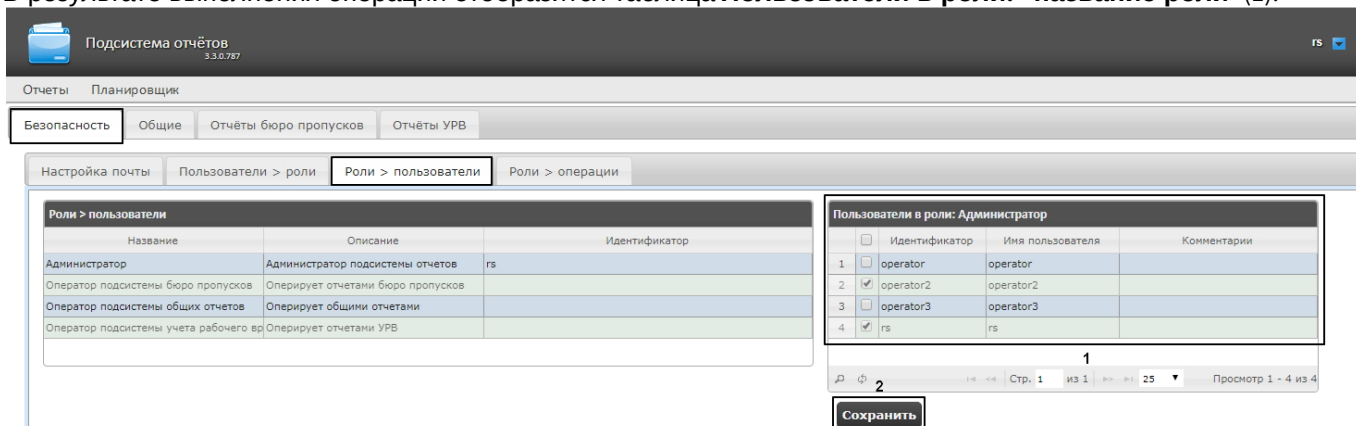 В результате выполнения операции отобразится таблица Пользователи в роли: "название роли" (1).
Подсистема отчётов
3.3.0.787
rs
Отчеты Планировщик
Безопасность Общие Отчёты бюро пропусков Отчёты УРВ
Настройка почты Пользователи > роли Роли > пользователи Роли > операции
Роли > пользователи
Название Описание Идентификатор
Администратор Администратор подсистемы отчетов rs
Оператор подсистемы бюро пропусков Оперирует отчетами бюро пропусков
Оператор подсистемы общих отчетов Оперирует общими отчетами
Оператор подсистемы учета рабочего вр Оперирует отчетами УРВ
Пользователи в роли: Администратор
Идентификатор Имя пользователя Комментарии
1 operator operator
2 operator2 operator2
3 operator3 operator3
4 rs rs
1
2
Стр. 1 из 1 25 Просмотр 1 - 4 из 4
Сохранить